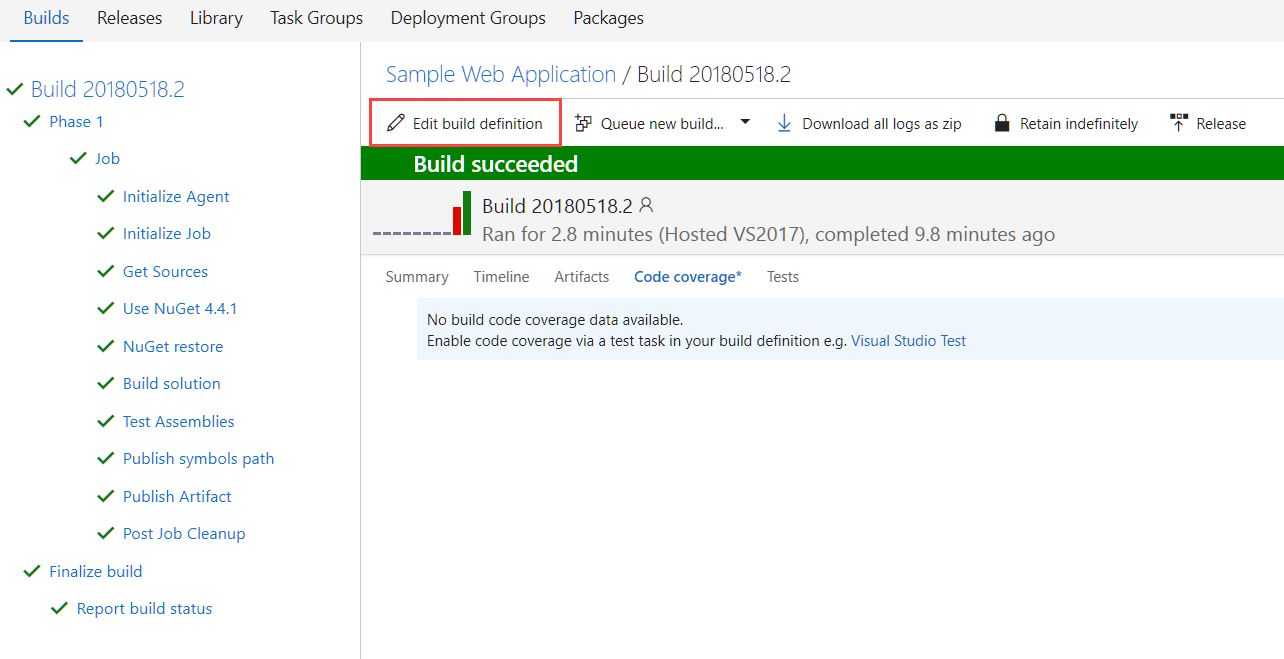 Builds Releases Library Task Groups Deployment Groups Packages
Build 20180518.2
Phase 1
Job
Initialize Agent
Initialize Job
Get Sources
Use NuGet 4.4.1
NuGet restore
Build solution
Test Assemblies
Publish symbols path
Publish Artifact
Post Job Cleanup
Finalize build
Report build status
Sample Web Application / Build 20180518.2
Edit build definition Queue new build... Download all logs as zip Retain indefinitely Release
Build succeeded
Build 20180518.2
Ran for 2.8 minutes (Hosted VS2017), completed 9.8 minutes ago
Summary Timeline Artifacts Code coverage* Tests
No build code coverage data available.
Enable code coverage via a test task in your build definition e.g. Visual Studio Test